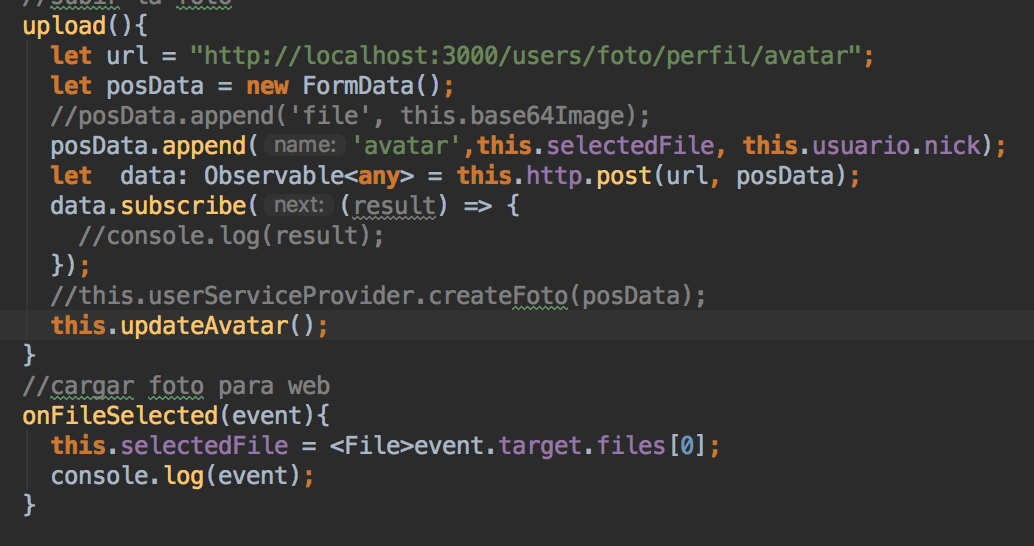 //subir la foto
upload(){
let url = "http://localhost:3000/users/foto/perfil/avatar";
let posData = new FormData();
//posData.append('file', this.base64Image);
posData.append( name: 'avatar',this.selectedFile, this.usuario.nick);
let  data: Observable<any> = this.http.post(url, posData);
data.subscribe( next: (result) => {
//console.log(result);
});
//this.userServiceProvider.createFoto(posData);
this.updateAvatar();
}
//cargar foto para web
onFileSelected(event){
this.selectedFile = <File>event.target.files[0];
console.log(event);
}